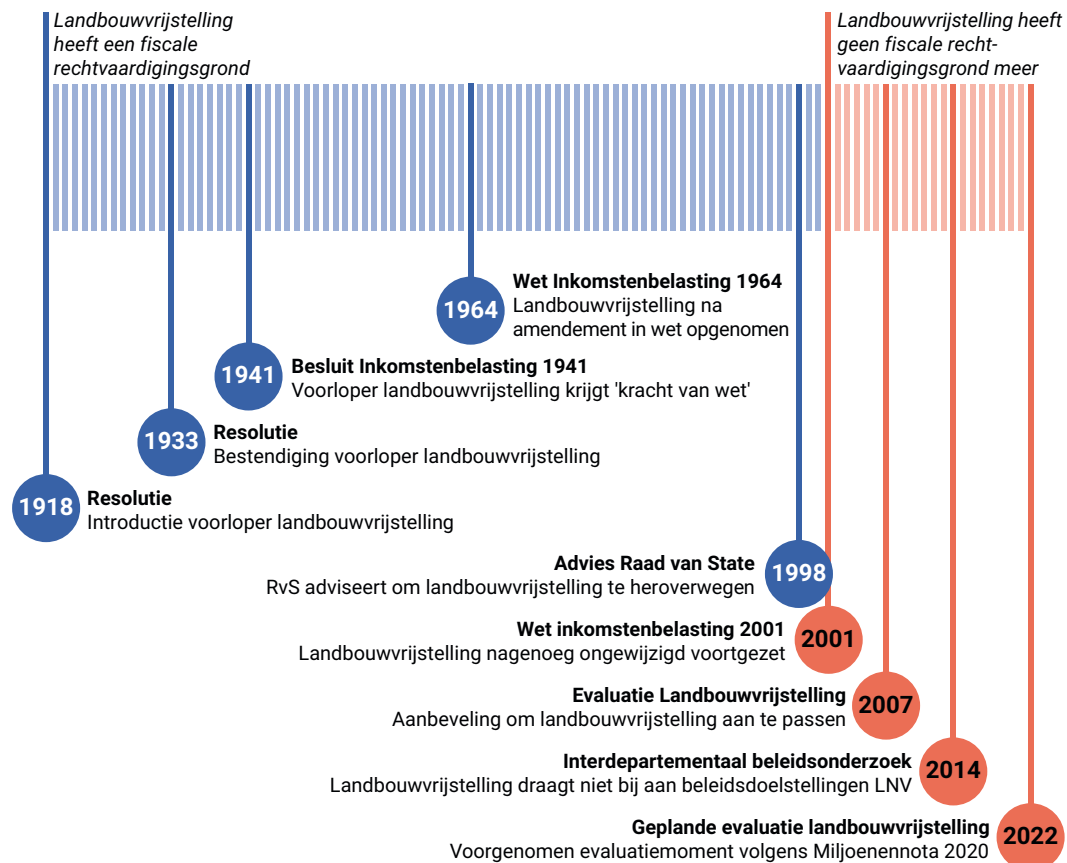 Landbouwvrijstelling
heeft een fiscale
rechtvaardigingsgrond
Landbouwvrijstelling heeft
geen fiscale recht-
vaardigingsgrond meer
1964
Wet Inkomstenbelasting 1964
Landbouwvrijstelling na
amendement in wet opgenomen
1941
Besluit Inkomstenbelasting 1941
Voorloper landbouwvrijstelling krijgt 'kracht van wet'
1933
Resolutie
Bestendiging voorloper landbouwvrijstelling
1918
Resolutie
Introductie voorloper landbouwvrijstelling
Advies Raad van State
RvS adviseert om landbouwvrijstelling te heroverwegen
1998
Wet inkomstenbelasting 2001
Landbouwvrijstelling nagenoeg ongewijzigd voortgezet
2001
Evaluatie Landbouwvrijstelling
Aanbeveling om landbouwvrijstelling aan te passen
2007
Interdepartementaal beleidsonderzoek
Landbouwvrijstelling draagt niet bij aan beleidsdoelstellingen LNV
2014
Geplande evaluatie landbouwvrijstelling
Voorgenomen evaluatiemoment volgens Miljoenennota 2020
2022